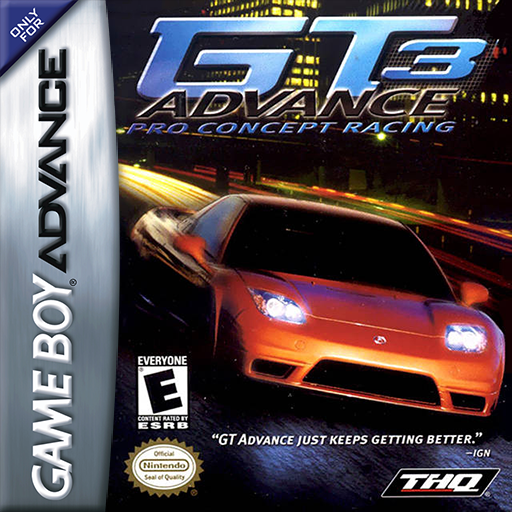 ONLY
FOR
GAME BOY ADVANCE
GT3
ADVANCE
PRO CONCEPT RACING
EVERYONE
E
CONTENT RATED BY
ESRB
Official
Nintendo
Seal of Quality
“GT ADVANCE JUST KEEPS GETTING BETTER.”
–IGN
THQ